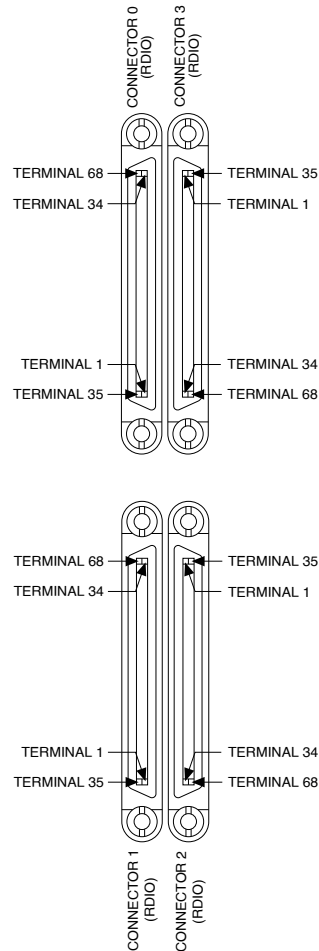 CONNECTOR 0
(RDIO)
CONNECTOR 3
(RDIO)
TERMINAL 68
TERMINAL 34
TERMINAL 35
TERMINAL 1
TERMINAL 1
TERMINAL 35
TERMINAL 34
TERMINAL 68
TERMINAL 68
TERMINAL 34
TERMINAL 35
TERMINAL 1
TERMINAL 1
TERMINAL 35
TERMINAL 34
TERMINAL 68
CONNECTOR 1
(RDIO)
CONNECTOR 2
(RDIO)